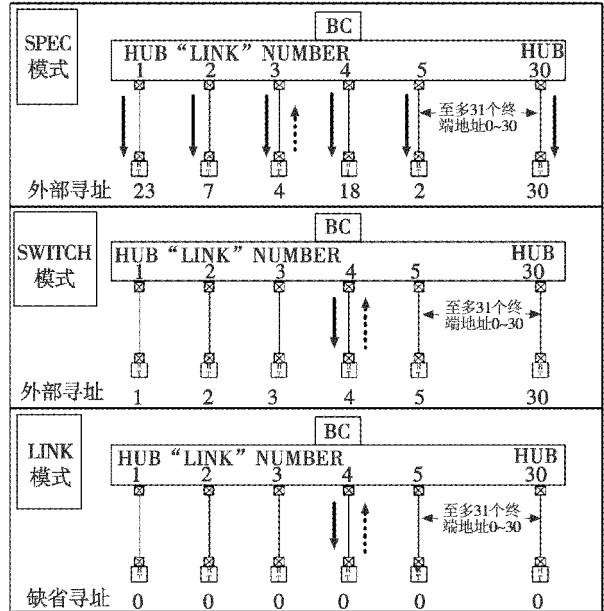 SPEC
模式
BC
HUB “LINK” NUMBER HUB
1 2 3 4 5 30
至多31个终
端地址0~30
外部寻址 23 7 4 18 2 30
SWITCH
模式
BC
HUB “LINK” NUMBER HUB
1 2 3 4 5 30
至多31个终
端地址0~30
外部寻址 1 2 3 4 5 30
LINK
模式
BC
HUB “LINK” NUMBER HUB
1 2 3 4 5 30
至多31个终
端地址0~30
缺省寻址 0 0 0 0 0 0